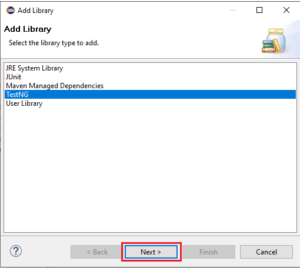 Add Library
Add Library
Select the library type to add.
JRE System Library
JUnit
Maven Managed Dependencies
TestNG
User Library
?
< Back
Next >
Finish
Cancel